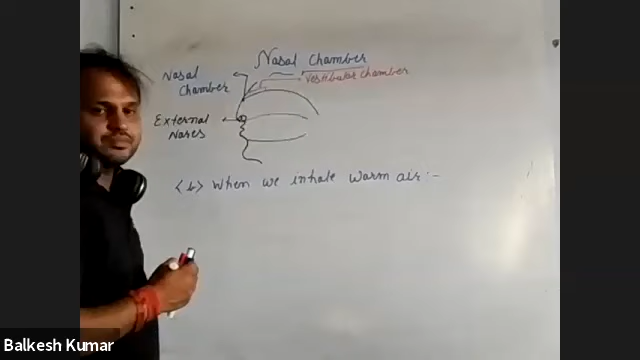 Nasal Chamber
Nasal
Chamber
Vestibular Chamber
External
Nares
<b> When we inhale warm air :-
Balkesh Kumar